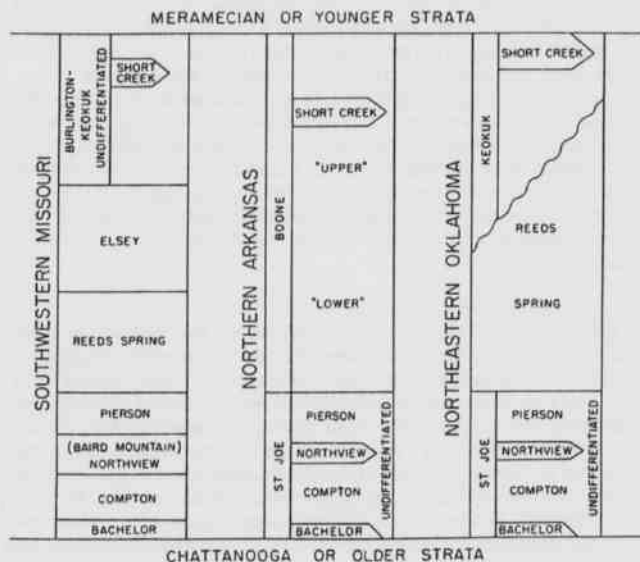 MERAMECIAN OR YOUNGER STRATA
SOUTHWESTERN MISSOURI
BURLINGTON-
KEOKUK
UNDIFFERENTIATED
SHORT
CREEK
ELSEY
REEDS SPRING
PIERSON
(BAIRD MOUNTAIN)
NORTHVIEW
COMPTON
BACHELOR
NORTHERN ARKANSAS
BOONE
SHORT CREEK
"UPPER"
"LOWER"
ST JOE
PIERSON
NORTHVIEW
COMPTON
BACHELOR
UNDIFFERENTIATED
NORTHEASTERN OKLAHOMA
KEOKUK
SHORT CREEK
REEDS
SPRING
ST JOE
PIERSON
NORTHVIEW
COMPTON
BACHELOR
UNDIFFERENTIATED
CHATTANOOGA OR OLDER STRATA